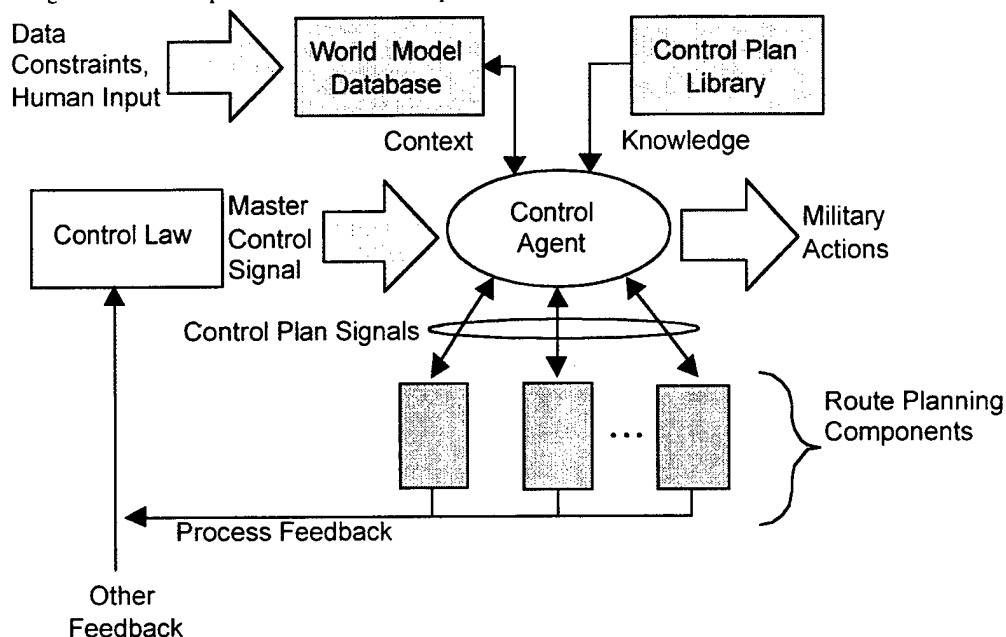 Data
Constraints,
Human Input
World Model
Database
Control Plan
Library
Context
Knowledge
Control Law
Master
Control
Signal
Control
Agent
Military
Actions
Control Plan Signals
...
Route Planning
Components
Process Feedback
Other
Feedback